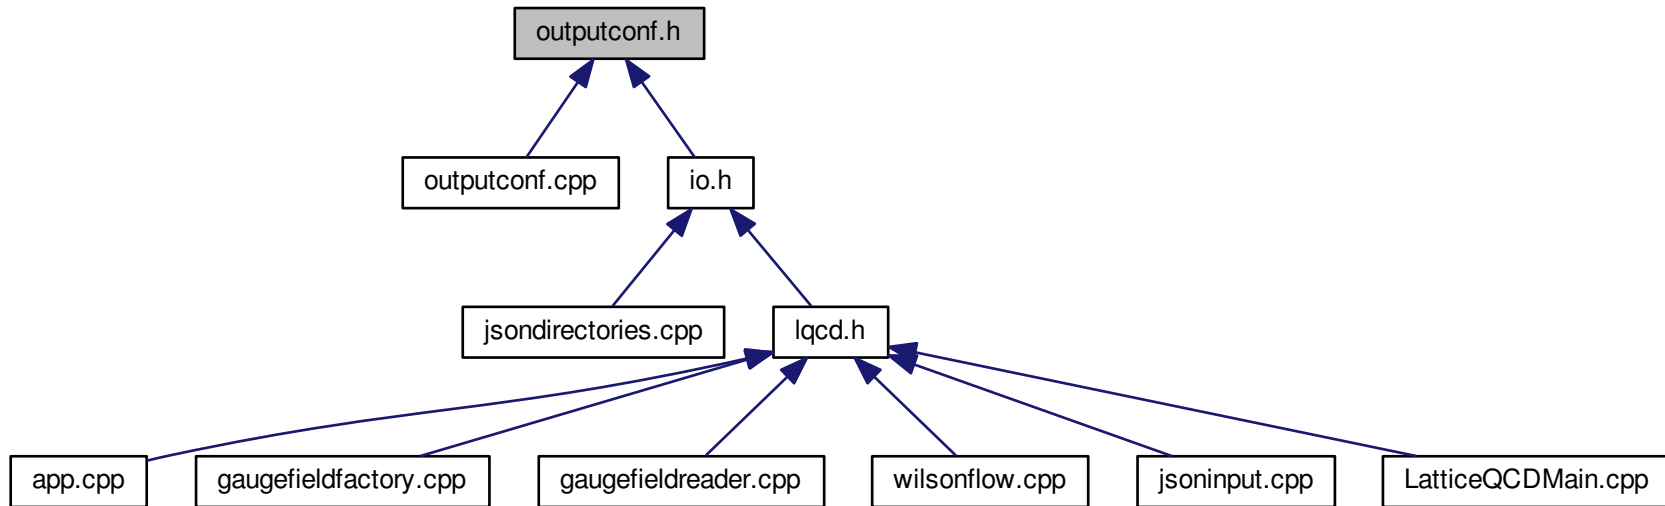 outputconf.h
outputconf.cpp
io.h
jsondirectories.cpp
lqcd.h
app.cpp
gaugefieldfactory.cpp
gaugefieldreader.cpp
wilsonflow.cpp
jsoninput.cpp
LatticeQCDMain.cpp